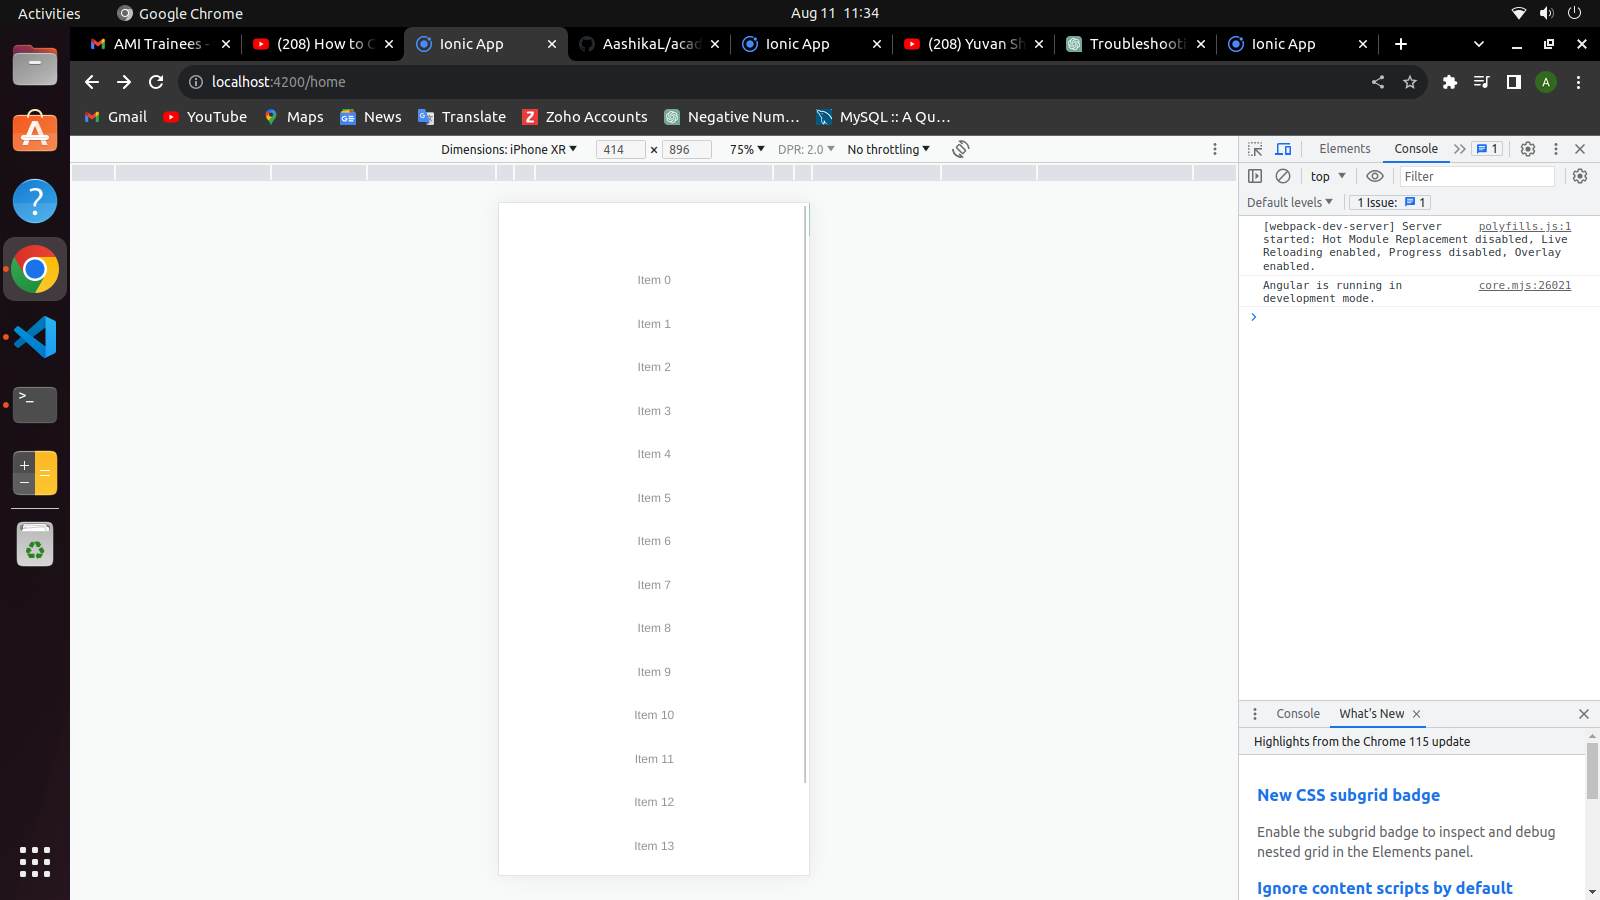 Activities
Google Chrome
Aug 11 11:34
AMI Trainees -
(208) How to C
Ionic App
AashikaL/acad
Ionic App
(208) Yuvan Sh
Troubleshooti
Ionic App
localhost:4200/home
A
Gmail
YouTube
Maps
News
Translate
Zoho Accounts
Negative Num…
MySQL :: A Qu…
Dimensions: iPhone XR
414 × 896
75%
DPR: 2.0
No throttling
Elements
Console
1
top
Filter
Default levels
1 Issue: 1
[webpack-dev-server] Server polyfills.js:1
started: Hot Module Replacement disabled, Live
Reloading enabled, Progress disabled, Overlay
enabled.
Angular is running in core.mjs:26021
development mode.
Item 0
Item 1
Item 2
Item 3
Item 4
Item 5
Item 6
Item 7
Item 8
Item 9
Item 10
Item 11
Item 12
Item 13
Console
What's New
Highlights from the Chrome 115 update
New CSS subgrid badge
Enable the subgrid badge to inspect and debug
nested grid in the Elements panel.
Ignore content scripts by default